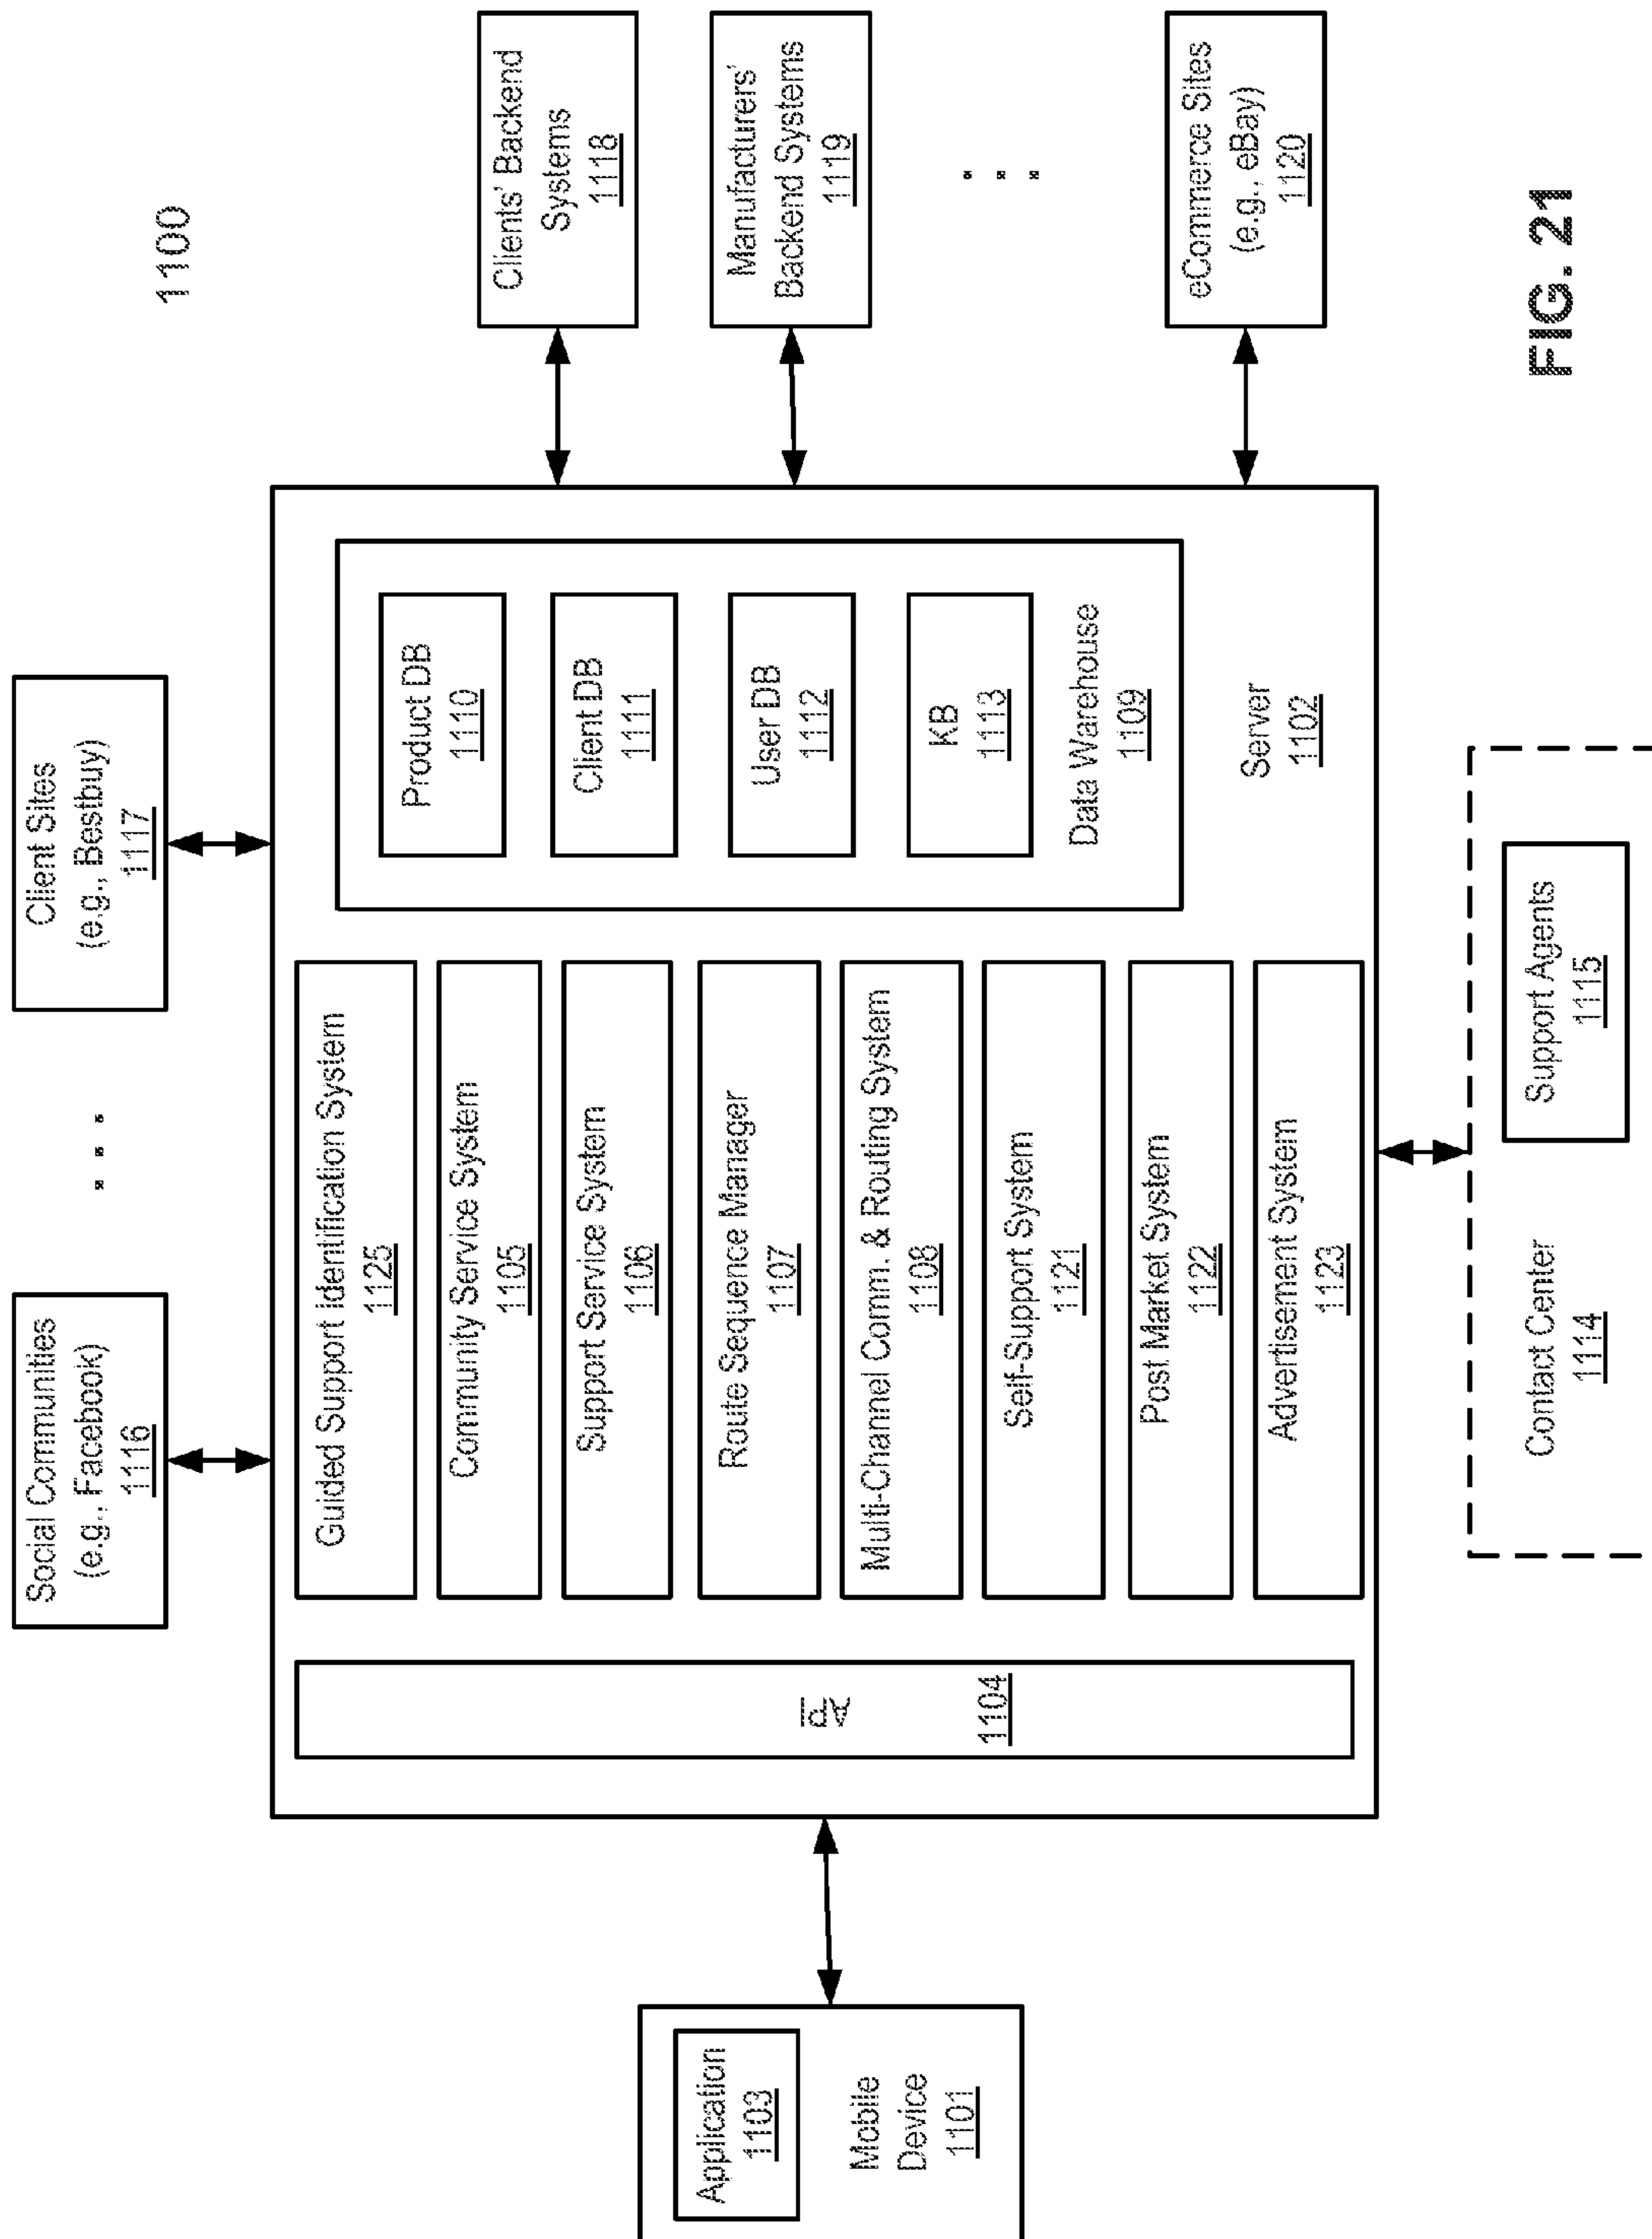 1100
Social Communities
(e.g., Facebook)
1116
Client Sites
(e.g., Bestbuy)
1117
Application
1103
Mobile
Device
1101
API
1104
Guided Support Identification System
1125
Community Service System
1105
Support Service System
1106
Route Sequence Manager
1107
Multi-Channel Comm. & Routing System
1108
Self-Support System
1121
Post Market System
1122
Advertisement System
1123
Product DB
1110
Client DB
1111
User DB
1112
KB
1113
Data Warehouse
1109
Server
1102
Clients' Backend
Systems
1118
Manufacturers'
Backend Systems
1119
eCommerce Sites
(e.g., eBay)
1120
Contact Center
1114
Support Agents
1115
FIG. 21